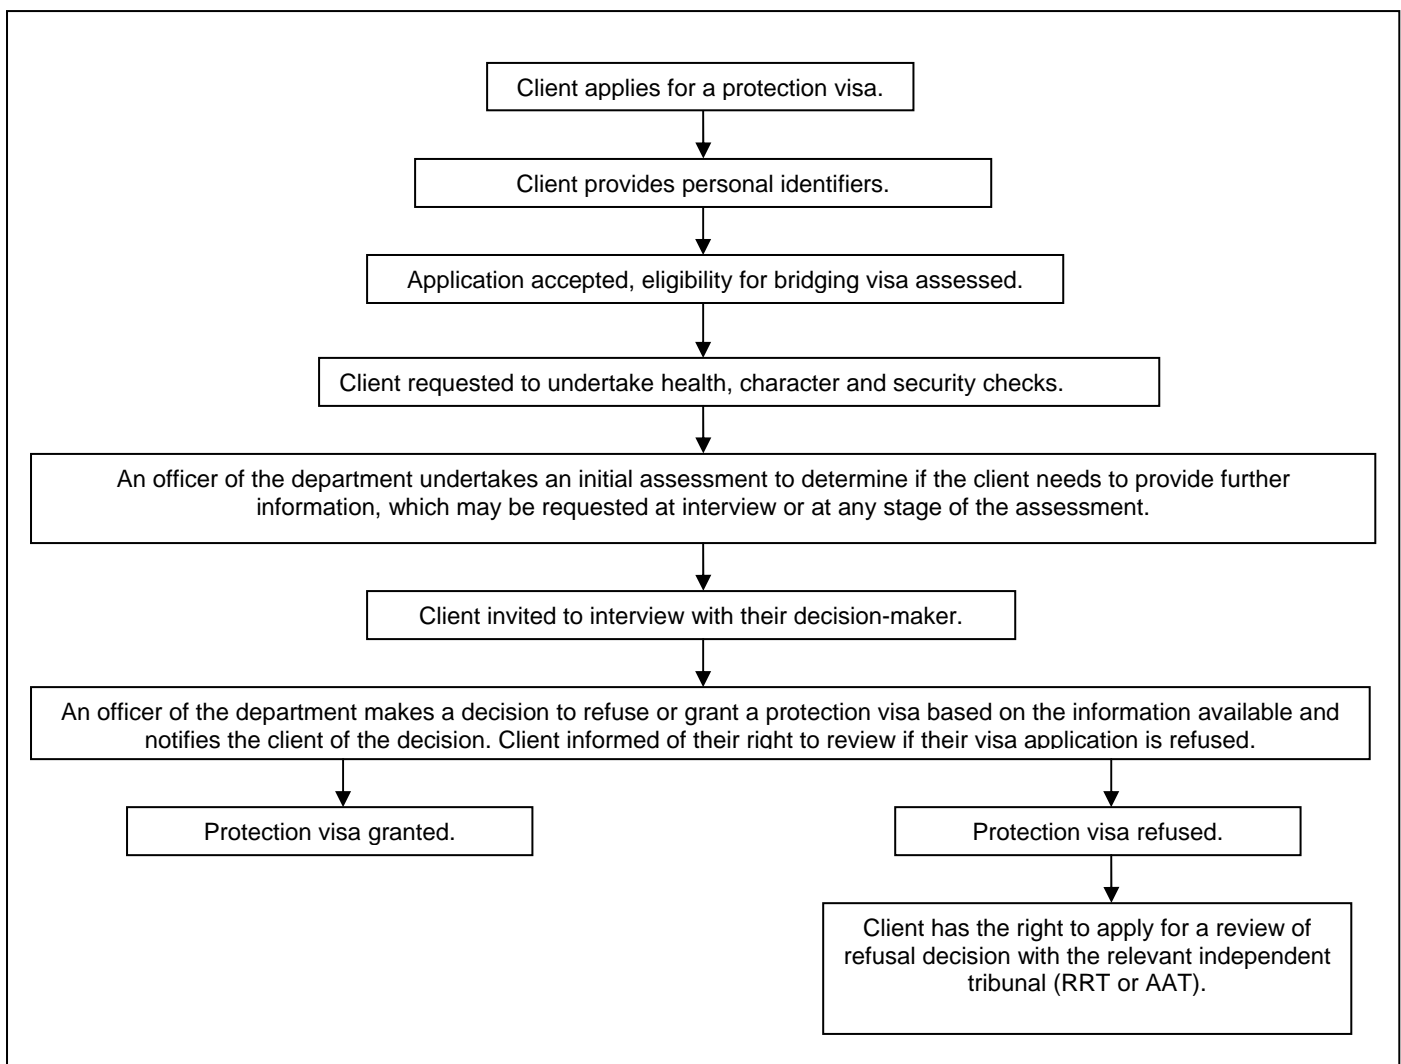 Client applies for a protection visa.
Client provides personal identifiers.
Application accepted, eligibility for bridging visa assessed.
Client requested to undertake health, character and security checks.
An officer of the department undertakes an initial assessment to determine if the client needs to provide further
information, which may be requested at interview or at any stage of the assessment.
Client invited to interview with their decision-maker.
An officer of the department makes a decision to refuse or grant a protection visa based on the information available and
notifies the client of the decision. Client informed of their right to review if their visa application is refused.
Protection visa granted.
Protection visa refused.
Client has the right to apply for a review of
refusal decision with the relevant independent
tribunal (RRT or AAT).